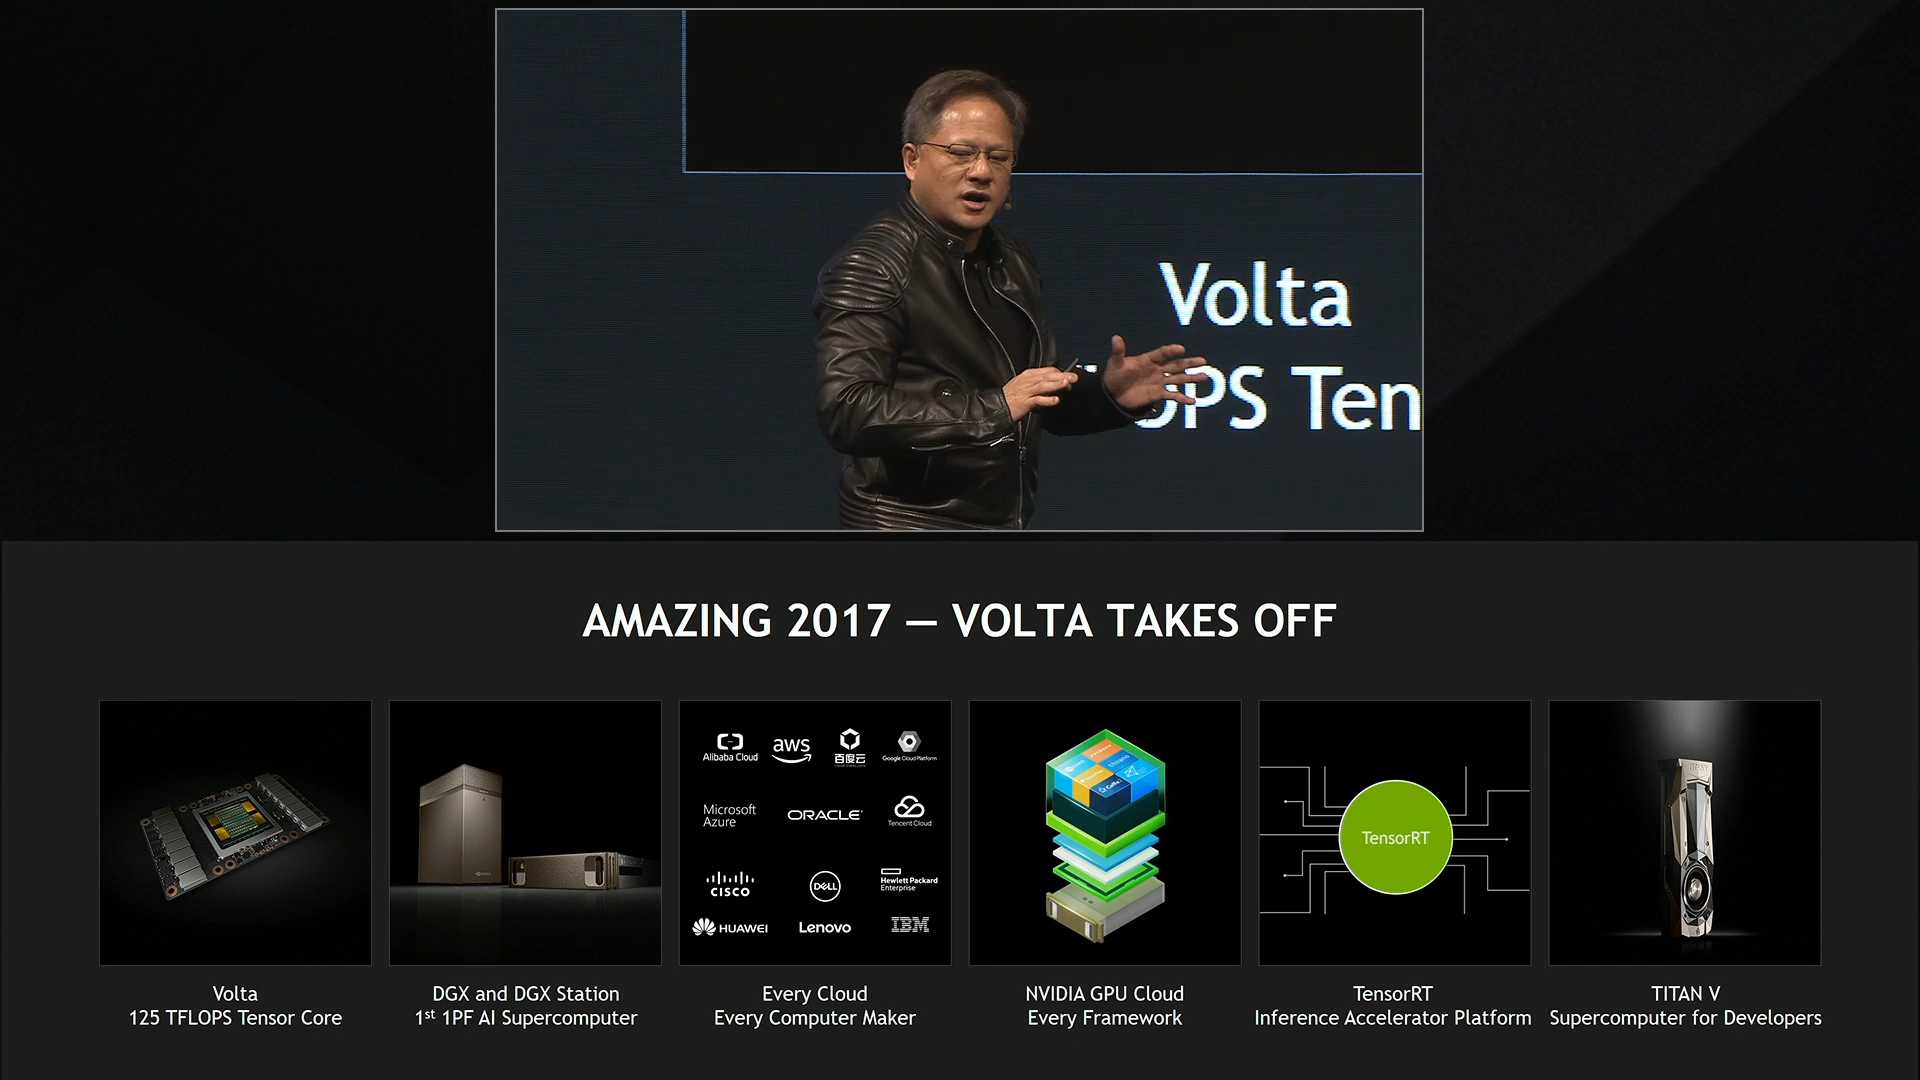 Volta
OPS Ten
AMAZING 2017 — VOLTA TAKES OFF
Alibaba Cloud
aws
百度云
Google Cloud Platform
Microsoft
Azure
ORACLE
Tencent Cloud
CISCO
DELL
Hewlett Packard
Enterprise
HUAWEI
Lenovo
IBM
theano
Caffe2
TensorRT
Volta
125 TFLOPS Tensor Core
DGX and DGX Station
1st 1PF AI Supercomputer
Every Cloud
Every Computer Maker
NVIDIA GPU Cloud
Every Framework
TensorRT
Inference Accelerator Platform
TITAN V
Supercomputer for Developers